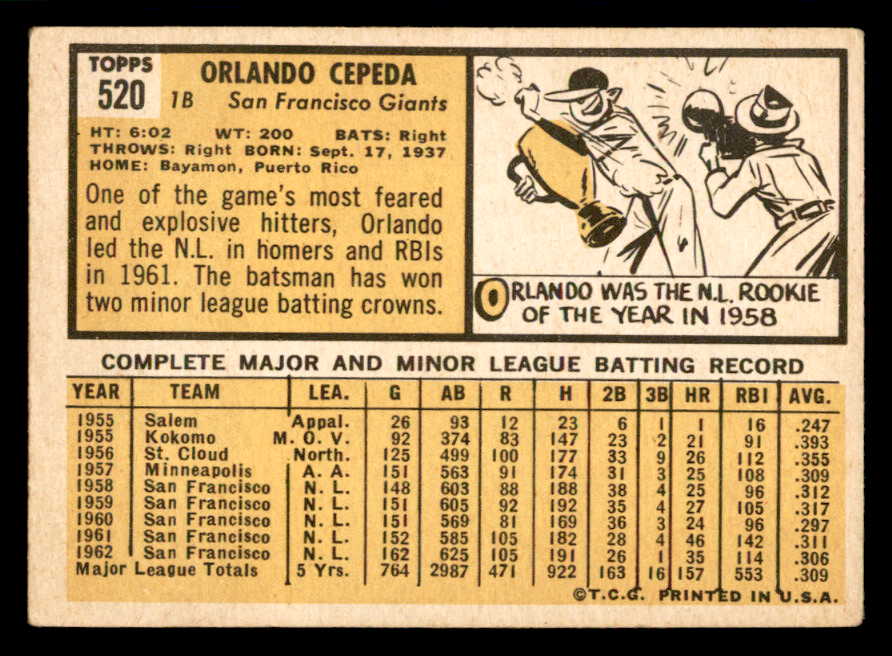 TOPPS
520
ORLANDO CEPEDA
1B San Francisco Giants
HT: 6:02 WT: 200 BATS: Right
THROWS: Right BORN: Sept. 17, 1937
HOME: Bayamon, Puerto Rico
One of the game's most feared
and explosive hitters, Orlando
led the N.L. in homers and RBIs
in 1961. The batsman has won
two minor league batting crowns.
ORLANDO WAS THE N.L. ROOKIE
OF THE YEAR IN 1958
COMPLETE MAJOR AND MINOR LEAGUE BATTING RECORD
YEAR TEAM LEA. G AB R H 2B 3B HR RBI AVG.
1955 Salem Appal. 26 93 12 23 6 1 1 16 .247
1955 Kokomo M. O. V. 92 374 83 147 23 2 21 91 .393
1956 St. Cloud North. 125 499 100 177 33 9 26 112 .355
1957 Minneapolis A. A. 151 563 91 174 31 3 25 108 .309
1958 San Francisco N. L. 148 603 88 188 38 4 25 96 .312
1959 San Francisco N. L. 151 605 92 192 35 4 27 105 .317
1960 San Francisco N. L. 151 569 81 169 36 3 24 96 .297
1961 San Francisco N. L. 152 585 105 182 28 4 46 142 .311
1962 San Francisco N. L. 162 625 105 191 26 1 35 114 .306
Major League Totals 5 Yrs. 764 2987 471 922 163 16 157 553 .309
©T.C.G. PRINTED IN U.S.A.